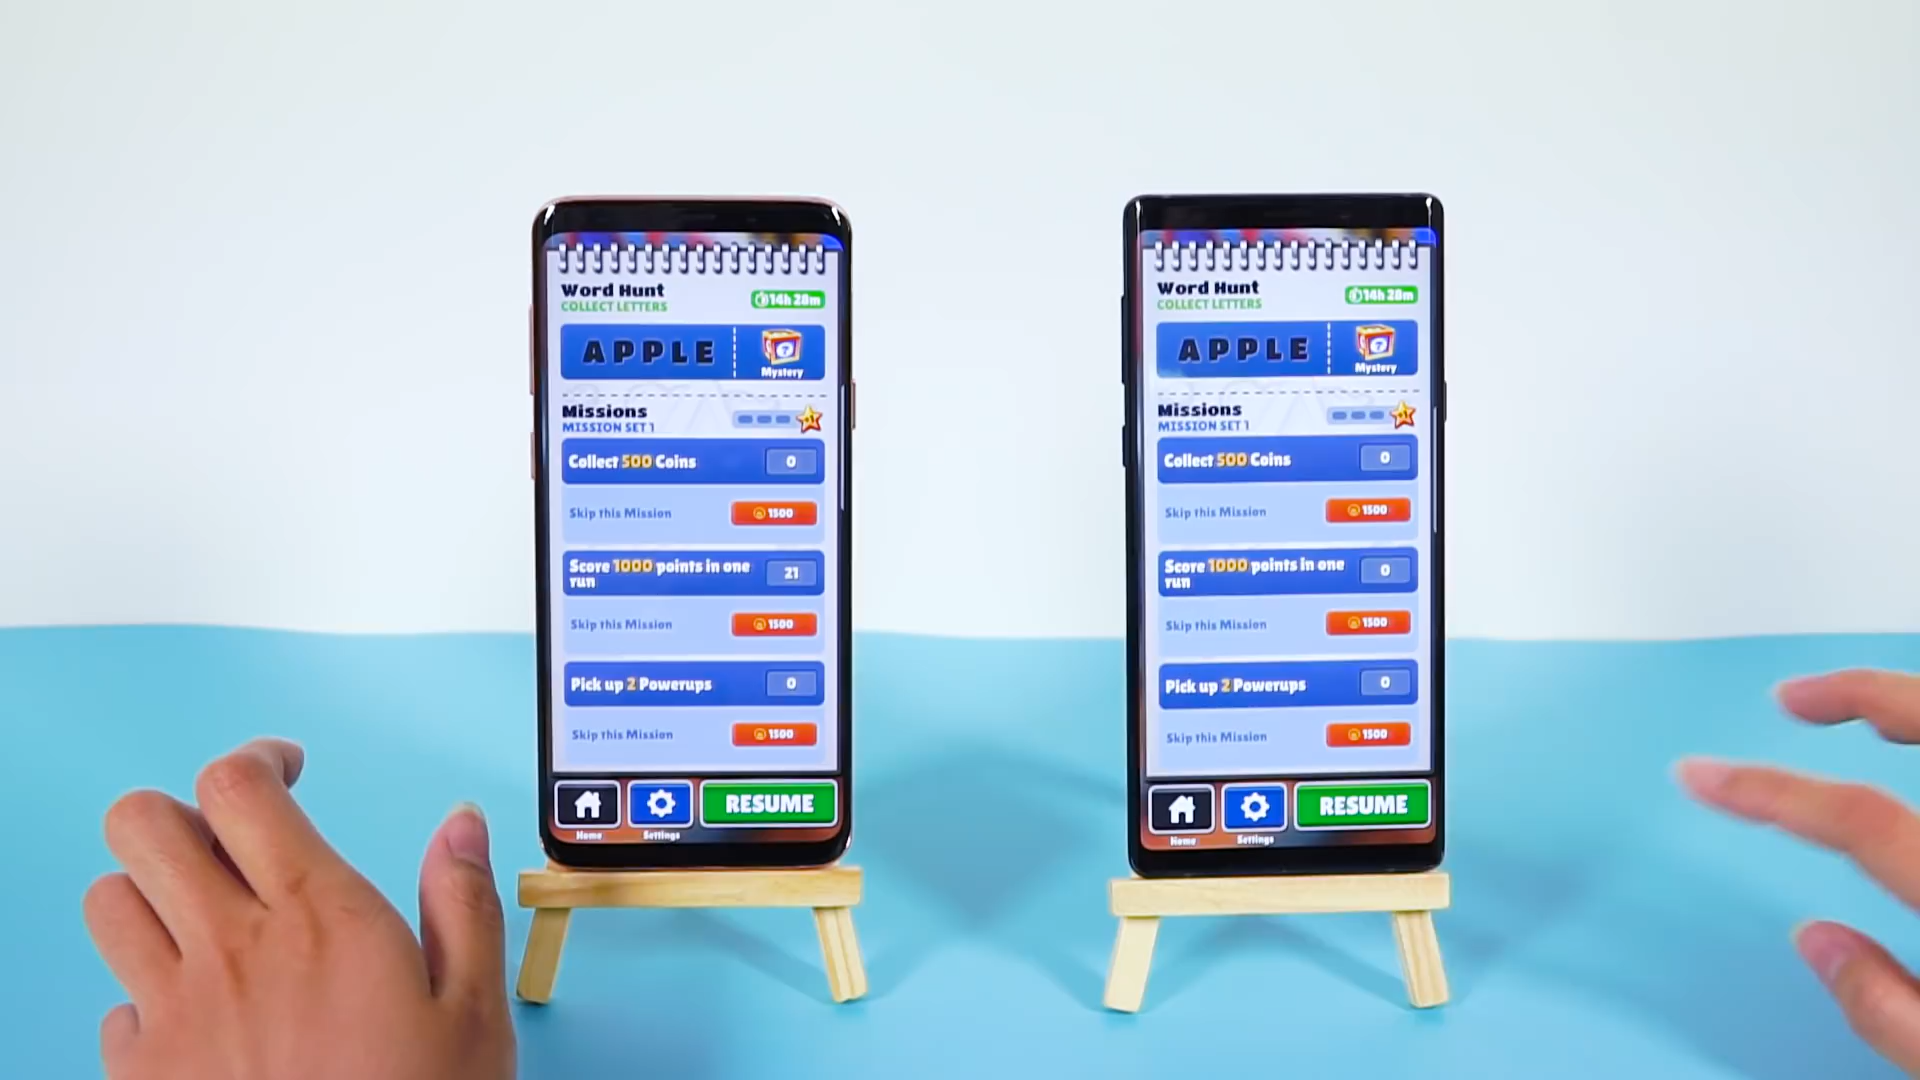 Word Hunt
COLLECT LETTERS
14h 28m
APPLE
Mystery
Missions
MISSION SET 1
Collect 500 Coins
0
Skip this Mission
1500
Score 1000 points in one
run
21
Skip this Mission
1500
Pick up 2 Powerups
0
Skip this Mission
1500
Home
Settings
RESUME
Word Hunt
COLLECT LETTERS
14h 28m
APPLE
Mystery
Missions
MISSION SET 1
Collect 500 Coins
0
Skip this Mission
1500
Score 1000 points in one
run
0
Skip this Mission
1500
Pick up 2 Powerups
0
Skip this Mission
1500
Home
Settings
RESUME